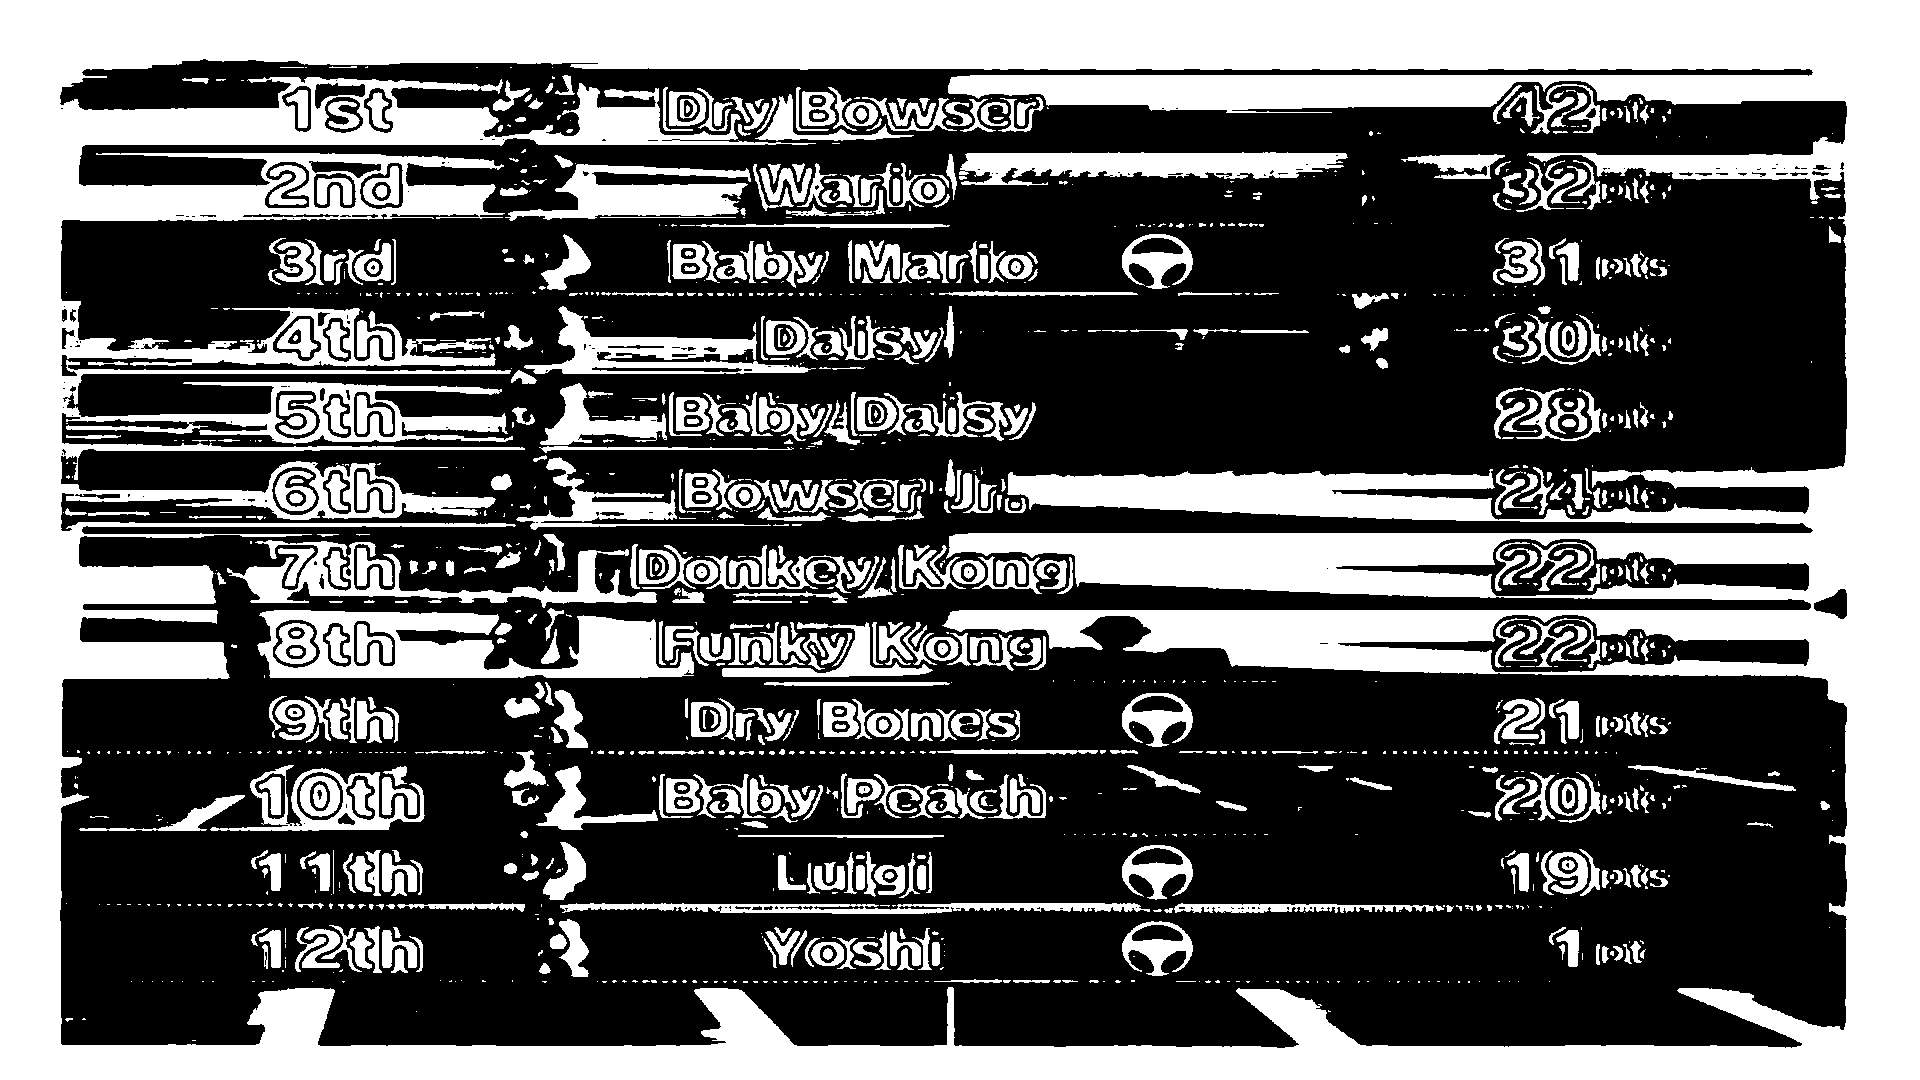 1st Dry Bowser 42pts
2nd Wario 32pts
3rd Baby Mario 31pts
4th Daisy 30pts
5th Baby Daisy 28pts
6th Bowser Jr. 24pts
7th Donkey Kong 22pts
8th Funky Kong 22pts
9th Dry Bones 21pts
10th Baby Peach 20pts
11th Luigi 19pts
12th Yoshi 1pt